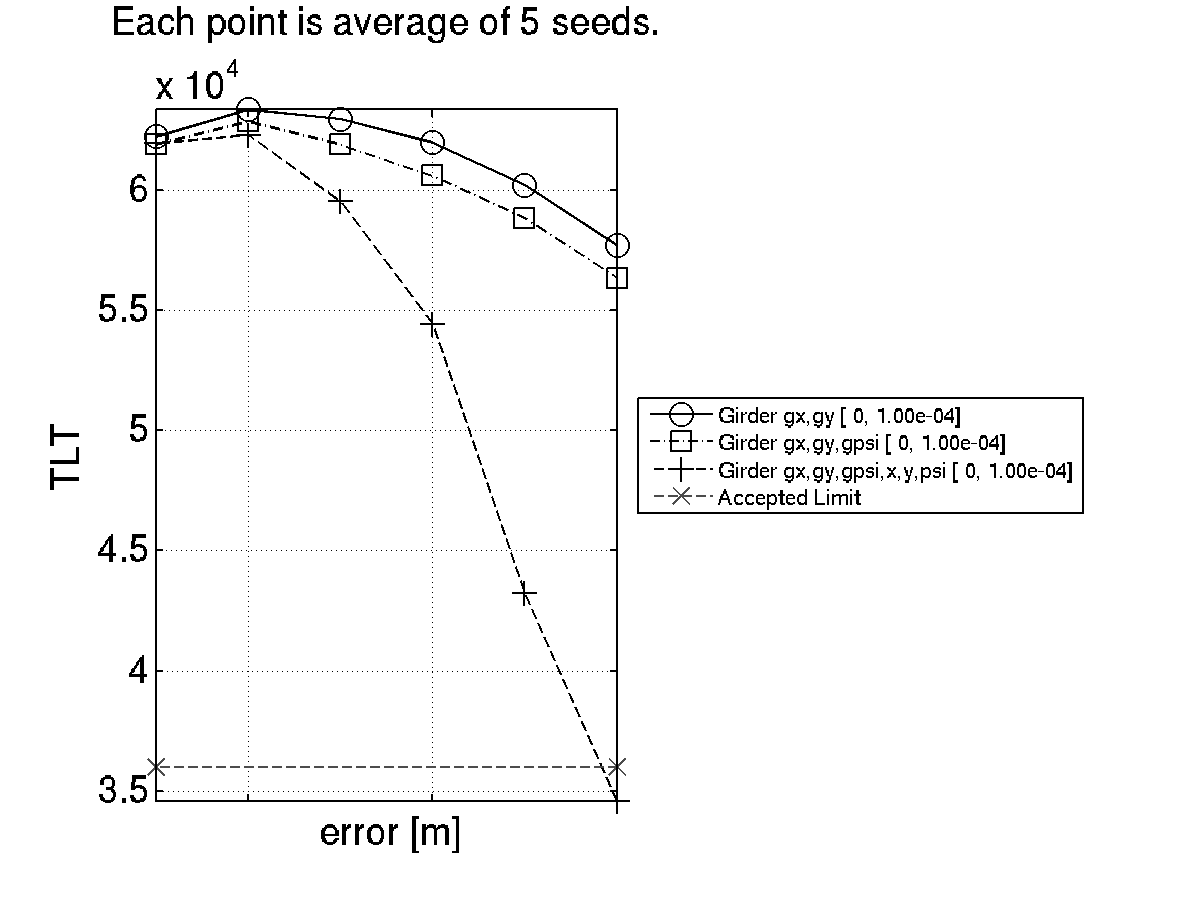 Each point is average of 5 seeds.
x 10^4
6
5.5
5
4.5
4
3.5
TLT
error [m]
Girder gx,gy [ 0, 1.00e-04]
Girder gx,gy,gpsi [ 0, 1.00e-04]
Girder gx,gy,gpsi,x,y,psi [ 0, 1.00e-04]
Accepted Limit